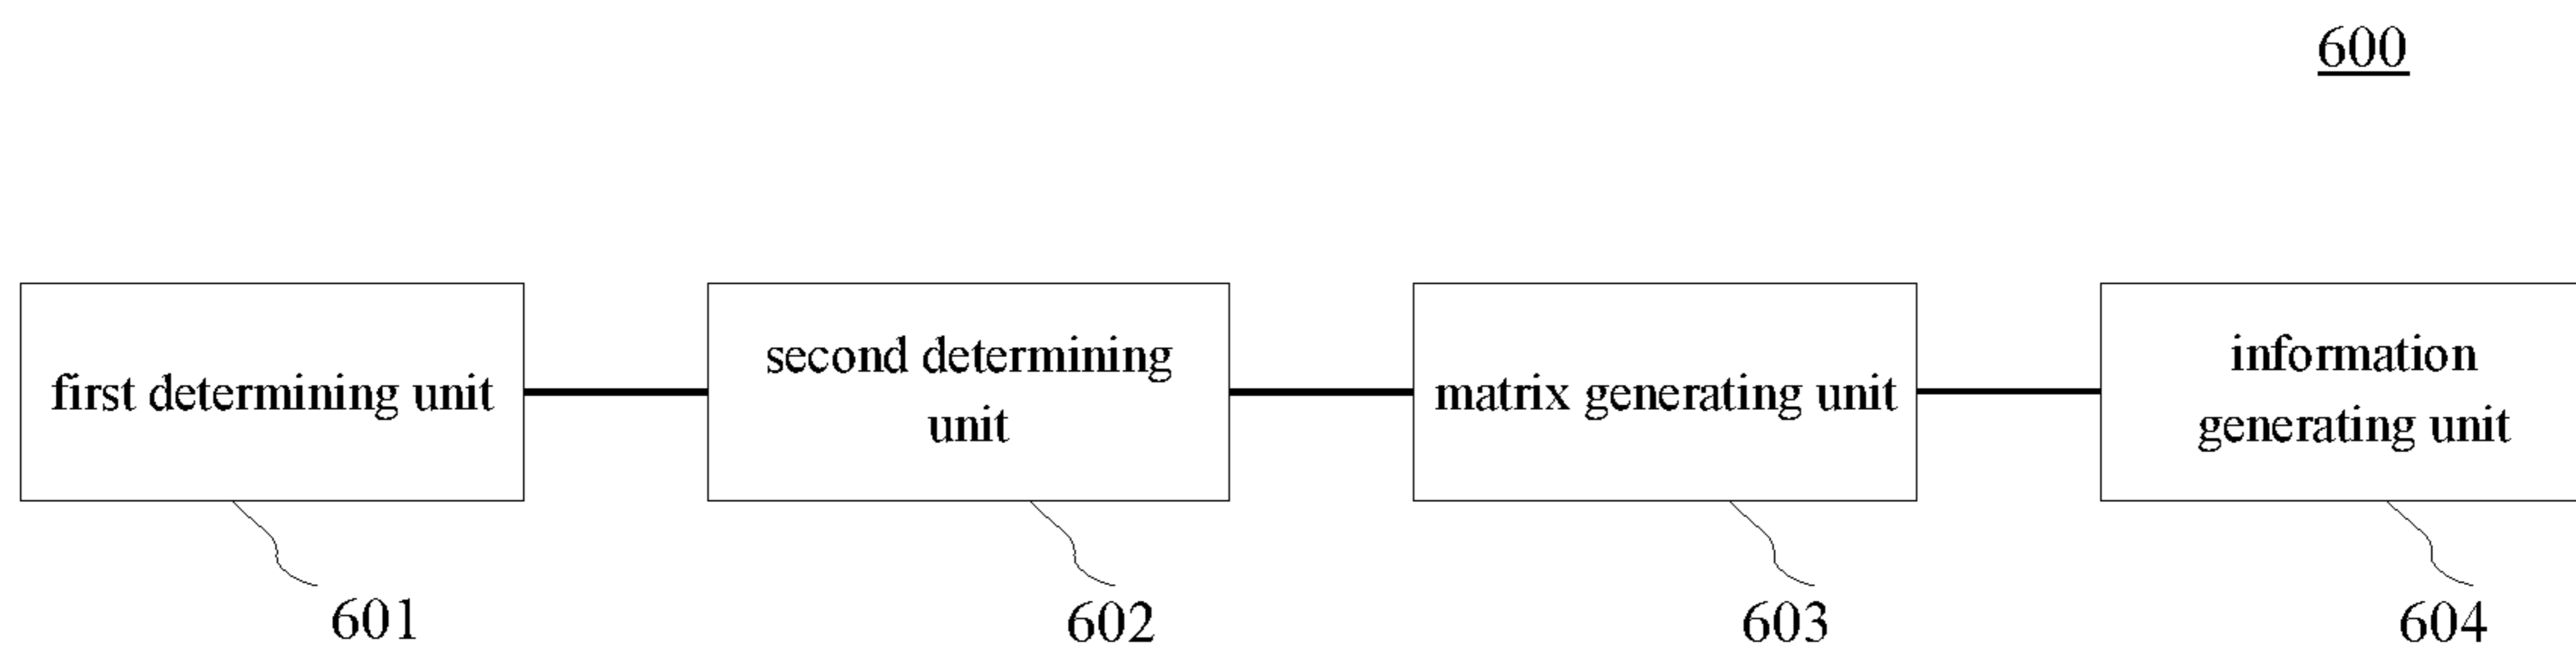 600
first determining unit
second determining
unit
matrix generating unit
information
generating unit
601
602
603
604